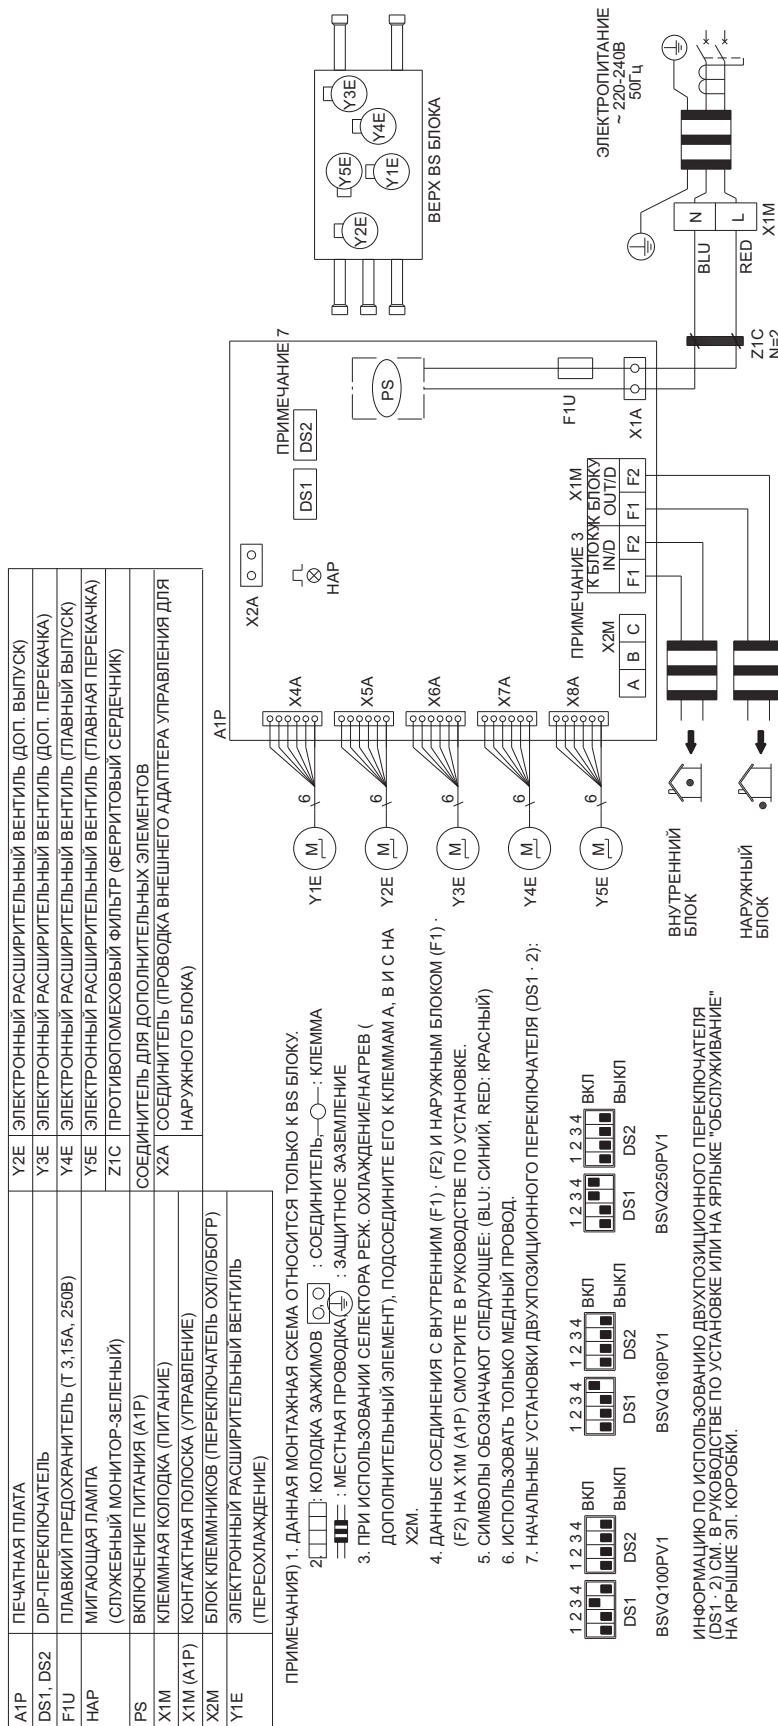 A1P ПЕЧАТНАЯ ПЛАТА
DS1, DS2 DIP-ПЕРЕКЛЮЧАТЕЛЬ
F1U ПЛАВКИЙ ПРЕДОХРАНИТЕЛЬ (T 3,15A, 250B)
HAP МИГАЮЩАЯ ЛАМПА
(СЛУЖЕБНЫЙ МОНИТОР-ЗЕЛЕНЫЙ)
PS ВКЛЮЧЕНИЕ ПИТАНИЯ (A1P)
X1M КЛЕММНАЯ КОЛОДКА (ПИТАНИЕ)
X1M (A1P) КОНТАКТНАЯ ПОЛОСКА (УПРАВЛЕНИЕ)
X2M БЛОК КЛЕММНИКОВ (ПЕРЕКЛЮЧАТЕЛЬ ОХЛ/ОБОГР)
Y1E ЭЛЕКТРОННЫЙ РАСШИРИТЕЛЬНЫЙ ВЕНТИЛЬ
(ПЕРЕОХЛАЖДЕНИЕ)
Y2E ЭЛЕКТРОННЫЙ РАСШИРИТЕЛЬНЫЙ ВЕНТИЛЬ (ДОП. ВЫПУСК)
Y3E ЭЛЕКТРОННЫЙ РАСШИРИТЕЛЬНЫЙ ВЕНТИЛЬ (ДОП. ПЕРЕКАЧКА)
Y4E ЭЛЕКТРОННЫЙ РАСШИРИТЕЛЬНЫЙ ВЕНТИЛЬ (ГЛАВНЫЙ ВЫПУСК)
Y5E ЭЛЕКТРОННЫЙ РАСШИРИТЕЛЬНЫЙ ВЕНТИЛЬ (ГЛАВНАЯ ПЕРЕКАЧКА)
Z1C ПРОТИВОПОМЕХОВЫЙ ФИЛЬТР (ФЕРРИТОВЫЙ СЕРДЕЧНИК)
СОЕДИНИТЕЛЬ ДЛЯ ДОПОЛНИТЕЛЬНЫХ ЭЛЕМЕНТОВ
X2A СОЕДИНИТЕЛЬ (ПРОВОДКА ВНЕШНЕГО АДАПТЕРА УПРАВЛЕНИЯ ДЛЯ
НАРУЖНОГО БЛОКА)
ПРИМЕЧАНИЯ) 1. ДАННАЯ МОНТАЖНАЯ СХЕМА ОТНОСИТСЯ ТОЛЬКО К BS БЛОКУ.
2. : КОЛОДКА ЗАЖИМОВ : СОЕДИНИТЕЛЬ, : КЛЕММА
: МЕСТНАЯ ПРОВОДКА, : ЗАЩИТНОЕ ЗАЗЕМЛЕНИЕ
3. ПРИ ИСПОЛЬЗОВАНИИ СЕЛЕКТОРА РЕЖ. ОХЛАЖДЕНИЕ/НАГРЕВ (
ДОПОЛНИТЕЛЬНЫЙ ЭЛЕМЕНТ), ПОДСОЕДИНИТЕ ЕГО К КЛЕММАМ A, B И C НА
X2M.
4. ДАННЫЕ СОЕДИНЕНИЯ С ВНУТРЕННИМ (F1) · (F2) И НАРУЖНЫМ БЛОКОМ (F1) ·
(F2) НА X1M (A1P) СМОТРИТЕ В РУКОВОДСТВЕ ПО УСТАНОВКЕ.
5. СИМВОЛЫ ОБОЗНАЧАЮТ СЛЕДУЮЩЕЕ: (BLU: СИНИЙ, RED: КРАСНЫЙ)
6. ИСПОЛЬЗОВАТЬ ТОЛЬКО МЕДНЫЙ ПРОВОД.
7. НАЧАЛЬНЫЕ УСТАНОВКИ ДВУХПОЗИЦИОННОГО ПЕРЕКЛЮЧАТЕЛЯ (DS1 · 2):
1 2 3 4 1 2 3 4 ВКЛ
ВЫКЛ
DS1 DS2
BSVQ100PV1
1 2 3 4 1 2 3 4 ВКЛ
ВЫКЛ
DS1 DS2
BSVQ160PV1
1 2 3 4 1 2 3 4 ВКЛ
ВЫКЛ
DS1 DS2
BSVQ250PV1
ИНФОРМАЦИЮ ПО ИСПОЛЬЗОВАНИЮ ДВУХПОЗИЦИОННОГО ПЕРЕКЛЮЧАТЕЛЯ
(DS1 · 2) СМ. В РУКОВОДСТВЕ ПО УСТАНОВКЕ ИЛИ НА ЯРЛЫКЕ "ОБСЛУЖИВАНИЕ"
НА КРЫШКЕ ЭЛ. КОРОБКИ.
A1P
X2A
HAP
DS1
DS2
ПРИМЕЧАНИЕ 7
PS
F1U
X1A
Y1E M 6 X4A
Y2E M 6 X5A
Y3E M 6 X6A
Y4E M 6 X7A
Y5E M 6 X8A
ПРИМЕЧАНИЕ 3
X2M
A B C
X1M
К БЛОКУ
IN/D
К БЛОКУ
OUT/D
F1 F2 F1 F2
ВНУТРЕННИЙ
БЛОК
НАРУЖНЫЙ
БЛОК
Z1C
N=2
BLU
RED
N
L
X1M
ЭЛЕКТРОПИТАНИЕ
~ 220-240В
50Гц
Y2E
Y5E
Y1E
Y4E
Y3E
ВЕРХ BS БЛОКА